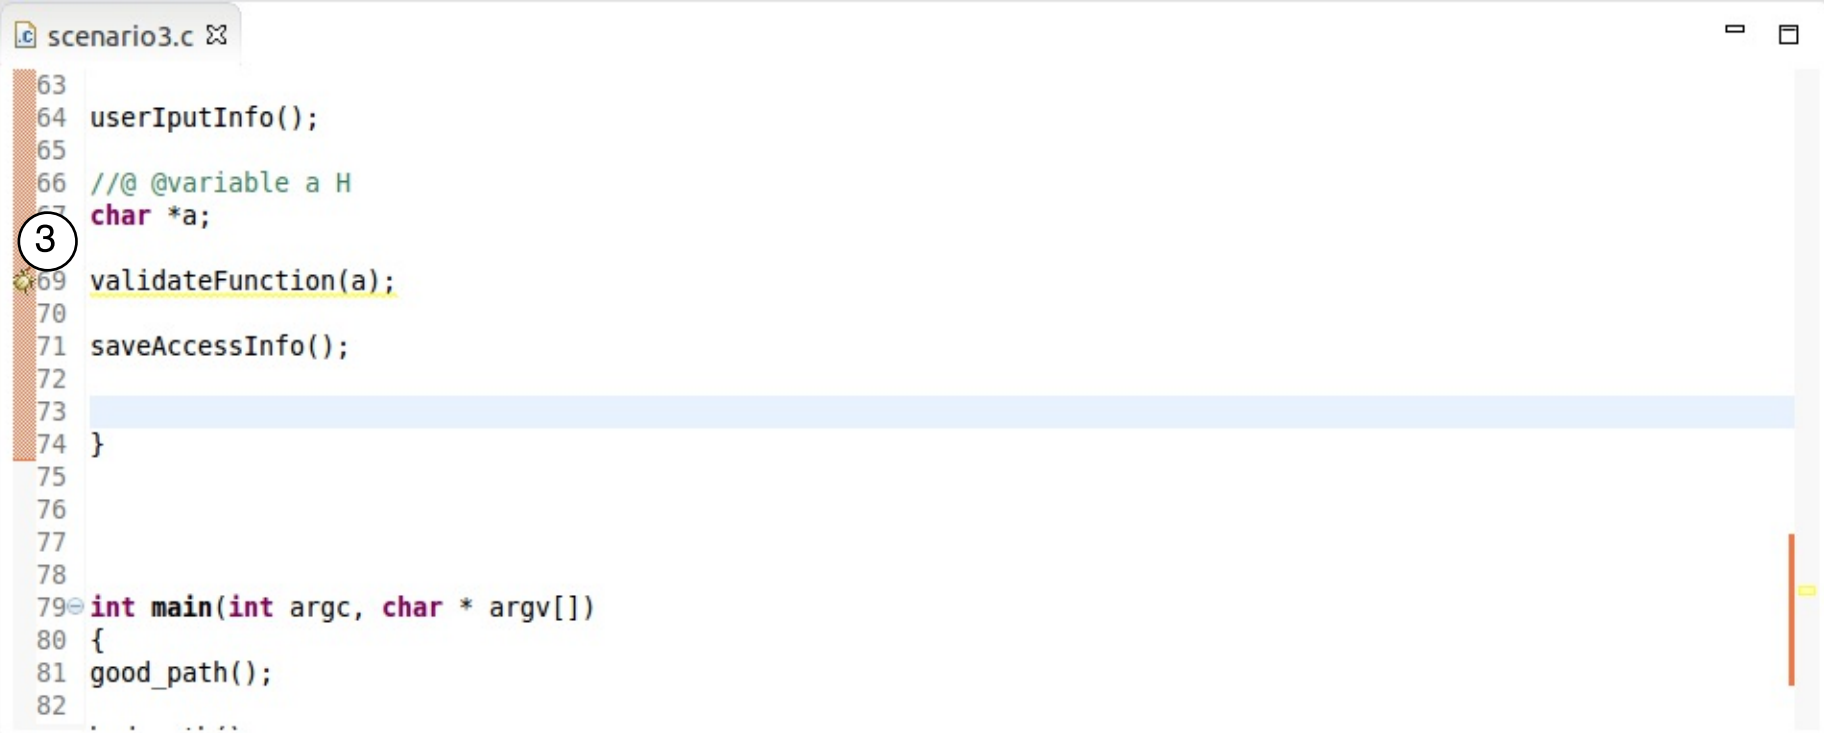 scenario3.c
63
64 userIputInfo();
65
66 //@ @variable a H
67 char *a;
3
69 validateFunction(a);
70
71 saveAccessInfo();
72
73
74 }
75
76
77
78
79 int main(int argc, char * argv[])
80 {
81 good_path();
82